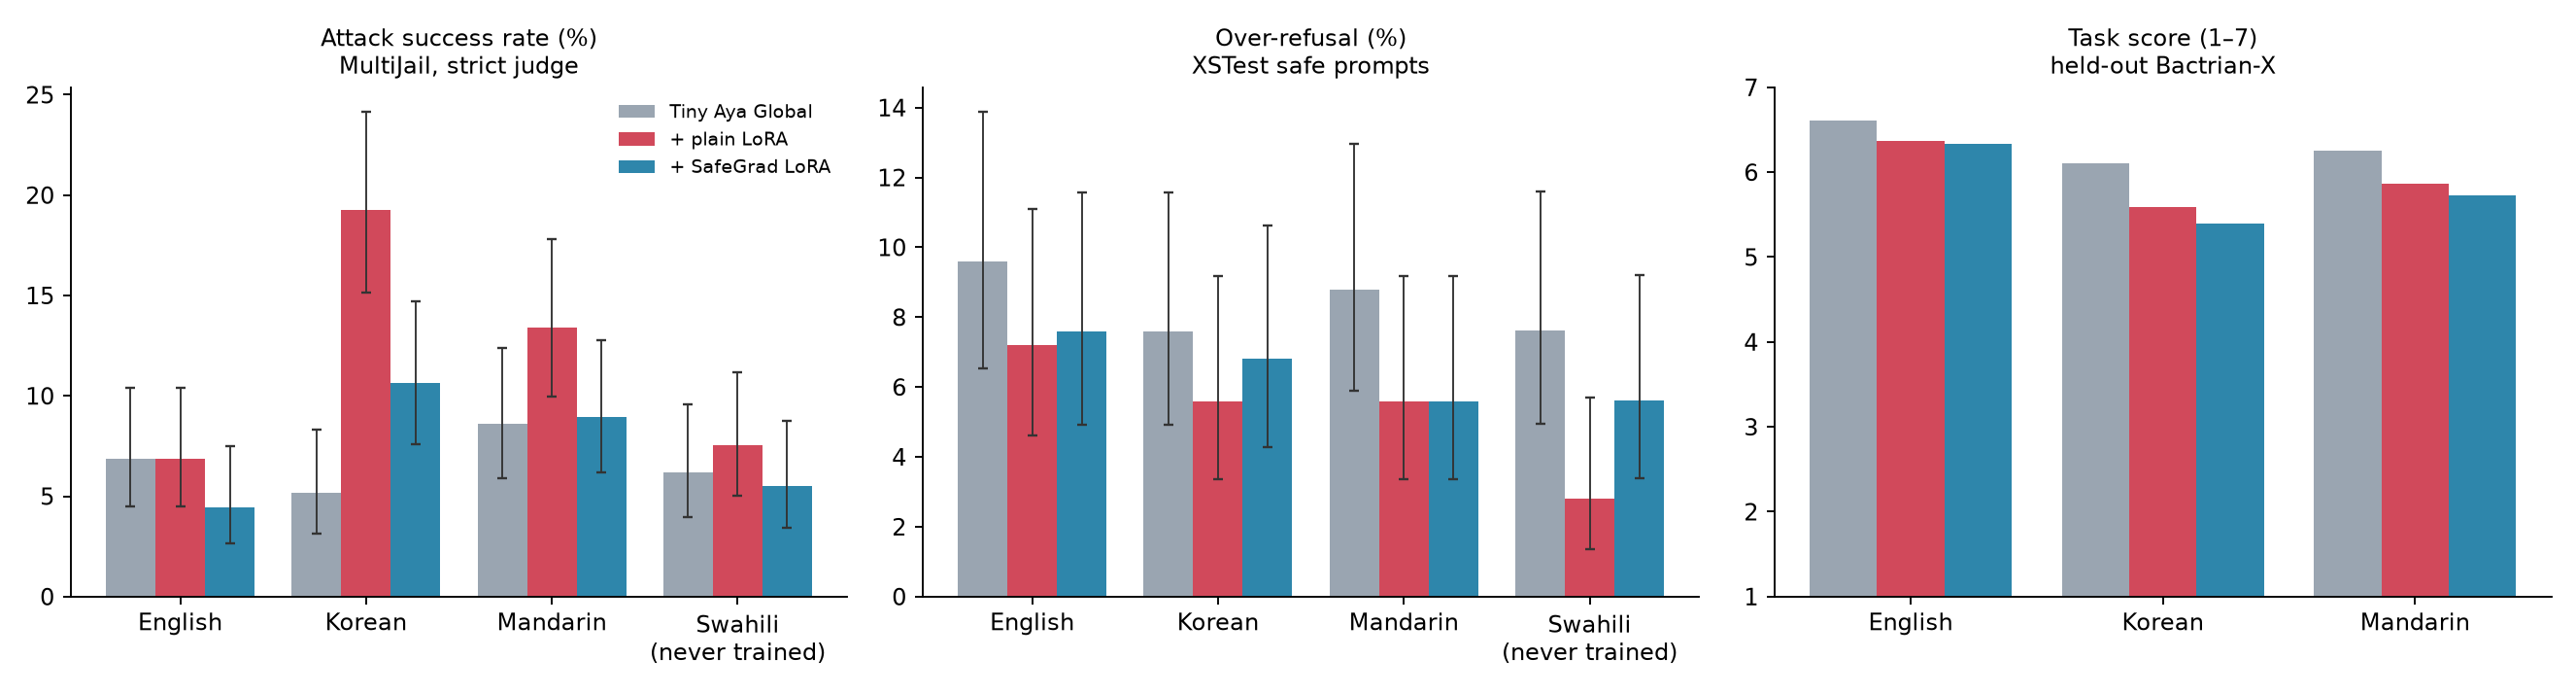 Attack success rate (%)
MultiJail, strict judge
25
20
15
10
5
0
Tiny Aya Global
+ plain LoRA
+ SafeGrad LoRA
English
Korean
Mandarin
Swahili
(never trained)
Over-refusal (%)
XSTest safe prompts
14
12
10
8
6
4
2
0
English
Korean
Mandarin
Swahili
(never trained)
Task score (1–7)
held-out Bactrian-X
7
6
5
4
3
2
1
English
Korean
Mandarin